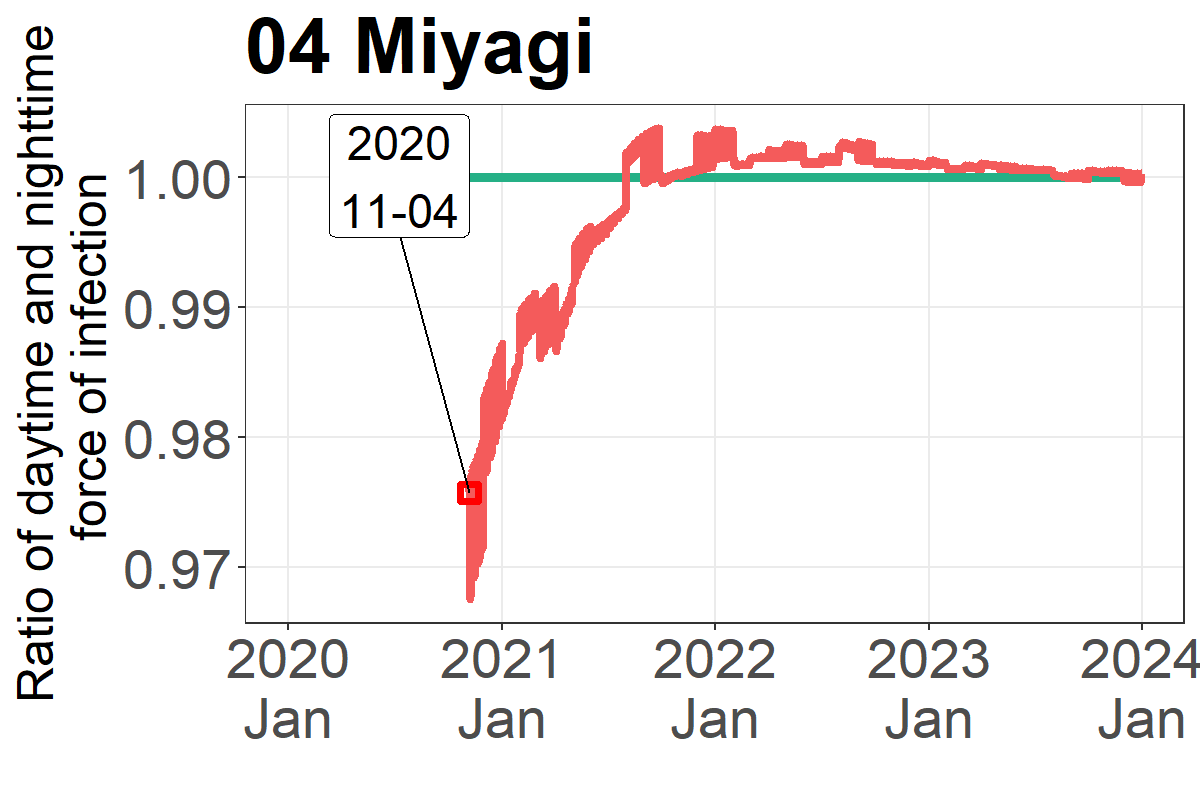 04 Miyagi
Ratio of daytime and nighttime
force of infection
2020
11-04
1.00
0.99
0.98
0.97
2020
Jan
2021
Jan
2022
Jan
2023
Jan
2024
Jan